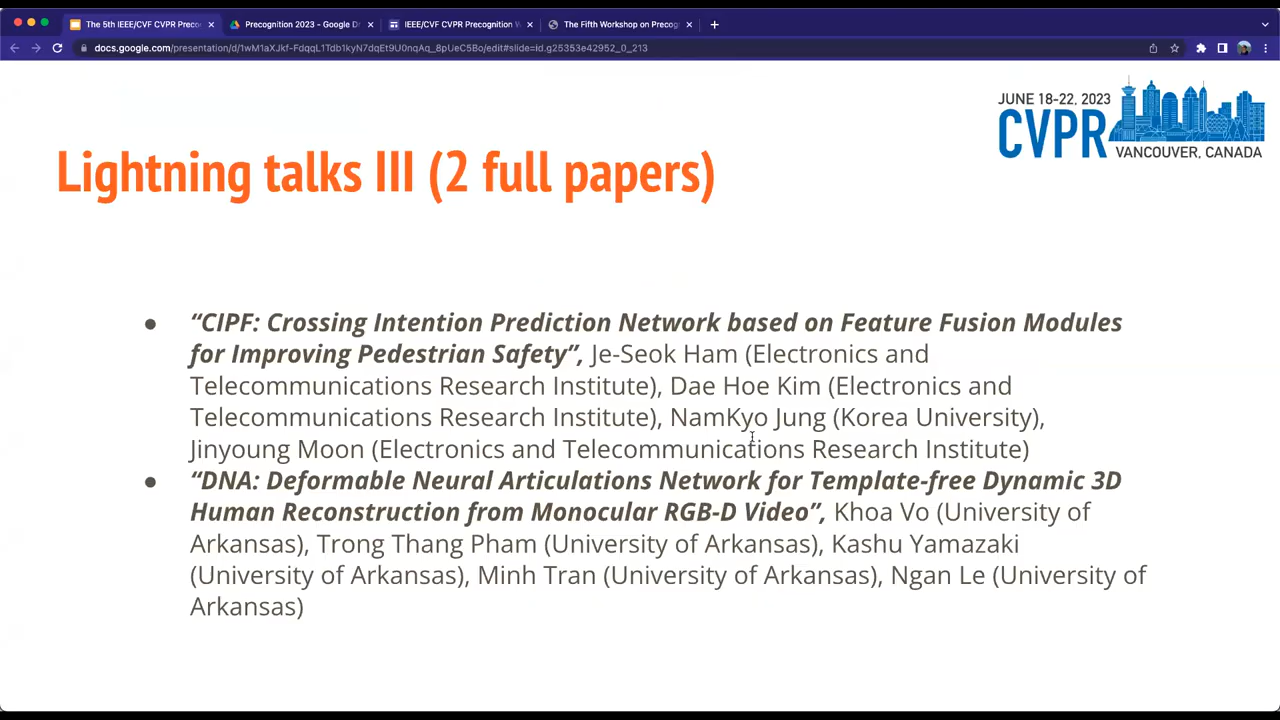 The 5th IEEE/CVF CVPR Precog
Precognition 2023 - Google Dr
IEEE/CVF CVPR Precognition W
The Fifth Workshop on Precog
docs.google.com/presentation/d/1wM1aXJkf-FdqqL1Tdb1kyN7dqEt9U0nqAq_8pUeC5Bo/edit#slide=id.g25353e42952_0_213
JUNE 18-22, 2023
CVPR
VANCOUVER, CANADA
Lightning talks III (2 full papers)
● “CIPF: Crossing Intention Prediction Network based on Feature Fusion Modules
for Improving Pedestrian Safety”, Je-Seok Ham (Electronics and
Telecommunications Research Institute), Dae Hoe Kim (Electronics and
Telecommunications Research Institute), NamKyo Jung (Korea University),
Jinyoung Moon (Electronics and Telecommunications Research Institute)
● “DNA: Deformable Neural Articulations Network for Template-free Dynamic 3D
Human Reconstruction from Monocular RGB-D Video”, Khoa Vo (University of
Arkansas), Trong Thang Pham (University of Arkansas), Kashu Yamazaki
(University of Arkansas), Minh Tran (University of Arkansas), Ngan Le (University of
Arkansas)